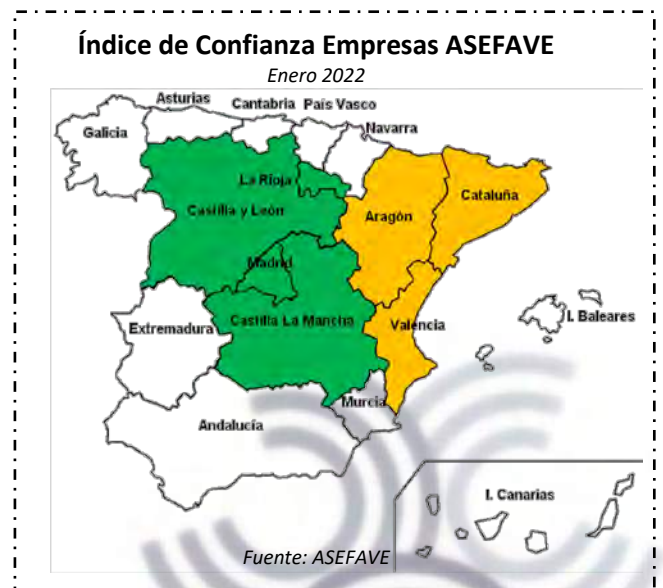 Índice de Confianza Empresas ASEFAVE
Enero 2022
Asturias Cantabria País Vasco
Galicia
Navarra
La Rioja
Castilla y León
Aragón
Cataluña
Madrid
Extremadura
Castilla La Mancha
Valencia
I. Baleares
Murcia
Andalucía
I. Canarias
Fuente: ASEFAVE